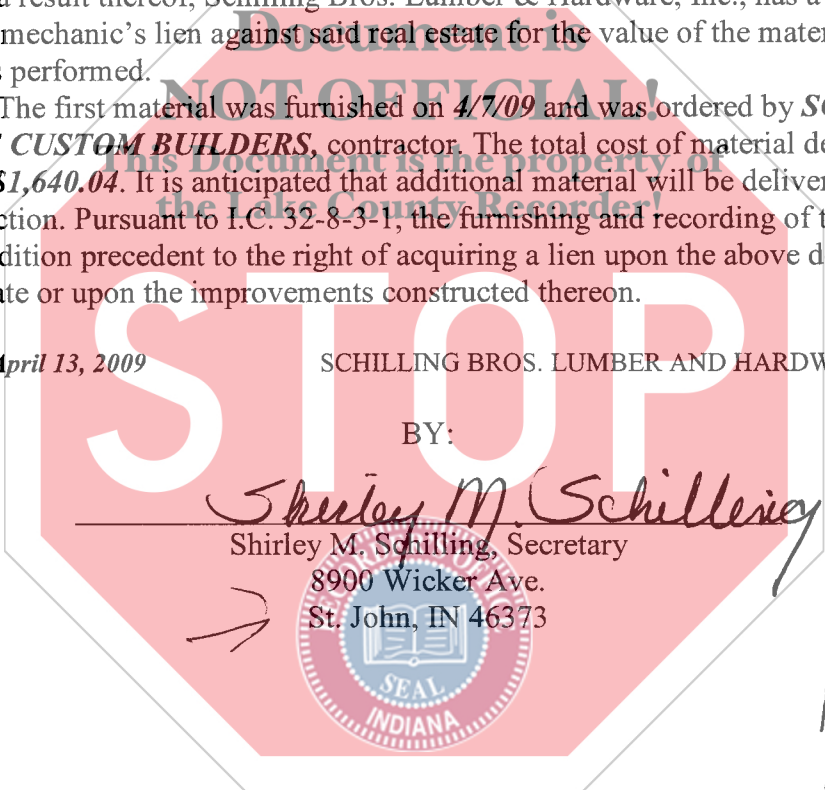 a result thereof, Schilling Bros. Lumber & Hardware, Inc., has a
mechanic's lien against said real estate for the value of the mater
s performed.
The first material was furnished on 4/7/09 and was ordered by SC
CUSTOM BUILDERS, contractor. The total cost of material de
$1,640.04. It is anticipated that additional material will be deliver
ction. Pursuant to I.C. 32-8-3-1, the furnishing and recording of t
dition precedent to the right of acquiring a lien upon the above d
ate or upon the improvements constructed thereon.
April 13, 2009 SCHILLING BROS. LUMBER AND HARDW
BY:
Shirley M. Schilling
Shirley M. Schilling, Secretary
8900 Wicker Ave.
St. John, IN 46373
Document is
NOT OFFICIAL!
This Document is the property of
the Lake County Recorder!
STOP
RECORDER'S OFFICE
SEAL
INDIANA